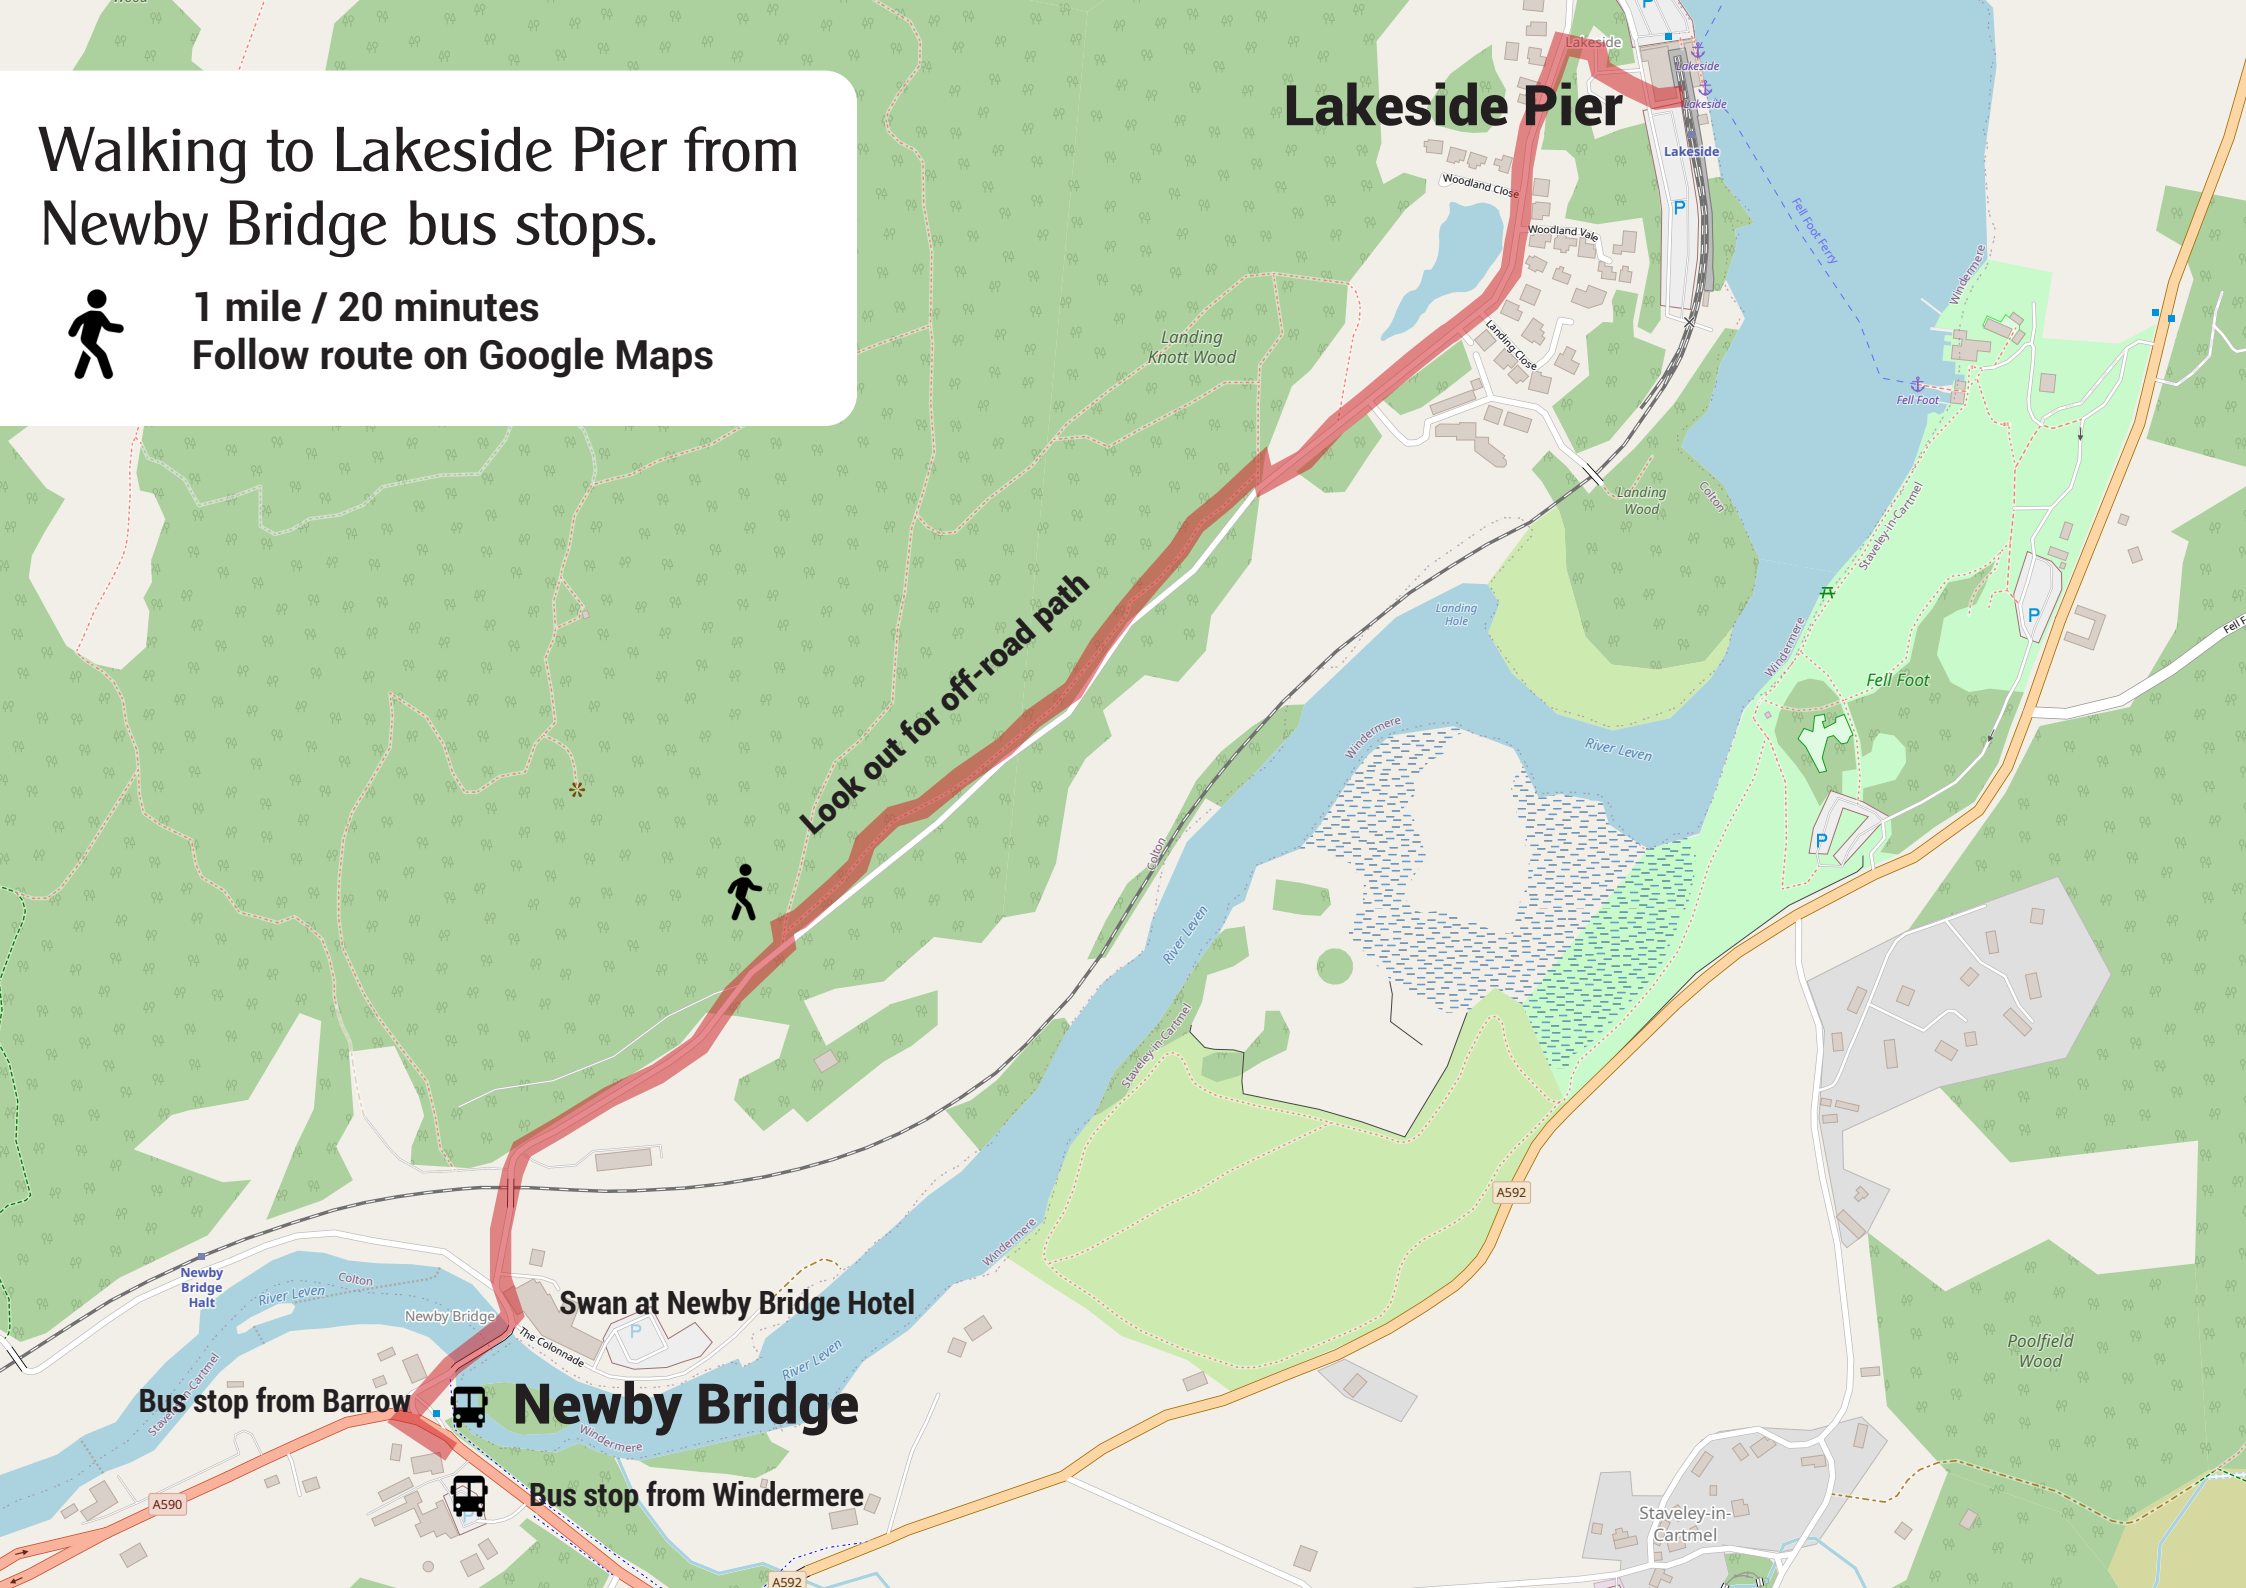 Walking to Lakeside Pier from
Newby Bridge bus stops.
1 mile / 20 minutes
Follow route on Google Maps
Lakeside Pier
Lakeside
P
Lakeside
Lakeside
Lakeside
Woodland Close
Woodland Vale
P
Landing Close
Landing
Knott Wood
Fell Foot Ferry
Windermere
Fell Foot
Landing
Wood
Colton
Staveley-in-Cartmel
Landing
Hole
P
Fell F
Windermere
Fell Foot
Look out for off-road path
Windermere
River Leven
P
Colton
River Leven
Staveley-in-Cartmel
A592
Windermere
Newby
Bridge
Halt
Colton
River Leven
Newby Bridge
Swan at Newby Bridge Hotel
The Colonnade
P
River Leven
Poolfield
Wood
Staveley-in-Cartmel
Bus stop from Barrow
Newby Bridge
Windermere
Bus stop from Windermere
P
A590
Staveley-in-
Cartmel
A592